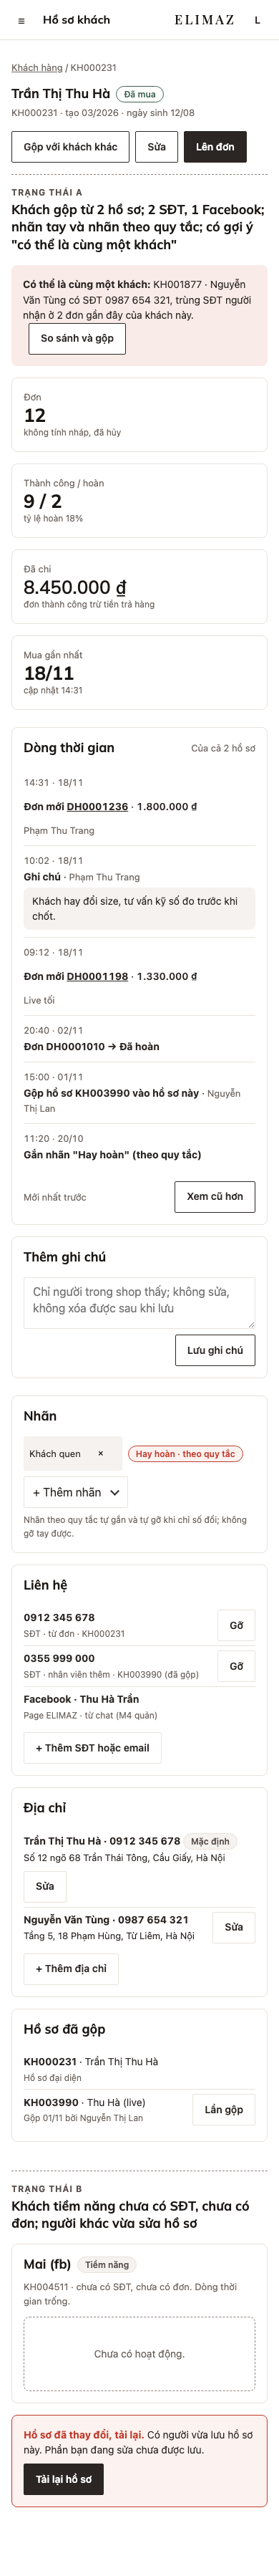 ≡ Hồ sơ khách ELIMAZ L
Khách hàng / KH000231
Trần Thị Thu Hà Đã mua
KH000231 · tạo 03/2026 · ngày sinh 12/08
Gộp với khách khác Sửa Lên đơn
TRẠNG THÁI A
Khách gộp từ 2 hồ sơ; 2 SĐT, 1 Facebook;
nhãn tay và nhãn theo quy tắc; có gợi ý
"có thể là cùng một khách"
Có thể là cùng một khách: KH001877 · Nguyễn
Văn Tùng có SĐT 0987 654 321, trùng SĐT người
nhận ở 2 đơn gần đây của khách này.
So sánh và gộp
Đơn
12
không tính nháp, đã hủy
Thành công / hoàn
9 / 2
tỷ lệ hoàn 18%
Đã chi
8.450.000 ₫
đơn thành công trừ tiền trả hàng
Mua gần nhất
18/11
cập nhật 14:31
Dòng thời gian Của cả 2 hồ sơ
14:31 · 18/11
Đơn mới DH0001236 · 1.800.000 ₫
Phạm Thu Trang
10:02 · 18/11
Ghi chú · Phạm Thu Trang
Khách hay đổi size, tư vấn kỹ số đo trước khi
chốt.
09:12 · 18/11
Đơn mới DH0001198 · 1.330.000 ₫
Live tối
20:40 · 02/11
Đơn DH0001010 → Đã hoàn
15:00 · 01/11
Gộp hồ sơ KH003990 vào hồ sơ này · Nguyễn
Thị Lan
11:20 · 20/10
Gắn nhãn "Hay hoàn" (theo quy tắc)
Mới nhất trước Xem cũ hơn
Thêm ghi chú
Chỉ người trong shop thấy; không sửa,
không xóa được sau khi lưu
Lưu ghi chú
Nhãn
Khách quen × Hay hoàn · theo quy tắc
+ Thêm nhãn
Nhãn theo quy tắc tự gắn và tự gỡ khi chỉ số đổi; không
gỡ tay được.
Liên hệ
0912 345 678
SĐT · từ đơn · KH000231
Gỡ
0355 999 000
SĐT · nhân viên thêm · KH003990 (đã gộp)
Gỡ
Facebook · Thu Hà Trần
Page ELIMAZ · từ chat (M4 quản)
+ Thêm SĐT hoặc email
Địa chỉ
Trần Thị Thu Hà · 0912 345 678 Mặc định
Số 12 ngõ 68 Trần Thái Tông, Cầu Giấy, Hà Nội
Sửa
Nguyễn Văn Tùng · 0987 654 321
Tầng 5, 18 Phạm Hùng, Từ Liêm, Hà Nội
Sửa
+ Thêm địa chỉ
Hồ sơ đã gộp
KH000231 · Trần Thị Thu Hà
Hồ sơ đại diện
KH003990 · Thu Hà (live)
Gộp 01/11 bởi Nguyễn Thị Lan
Lần gộp
TRẠNG THÁI B
Khách tiềm năng chưa có SĐT, chưa có
đơn; người khác vừa sửa hồ sơ
Mai (fb) Tiềm năng
KH004511 · chưa có SĐT, chưa có đơn. Dòng thời
gian trống.
Chưa có hoạt động.
Hồ sơ đã thay đổi, tải lại. Có người vừa lưu hồ sơ
này. Phần bạn đang sửa chưa được lưu.
Tải lại hồ sơ